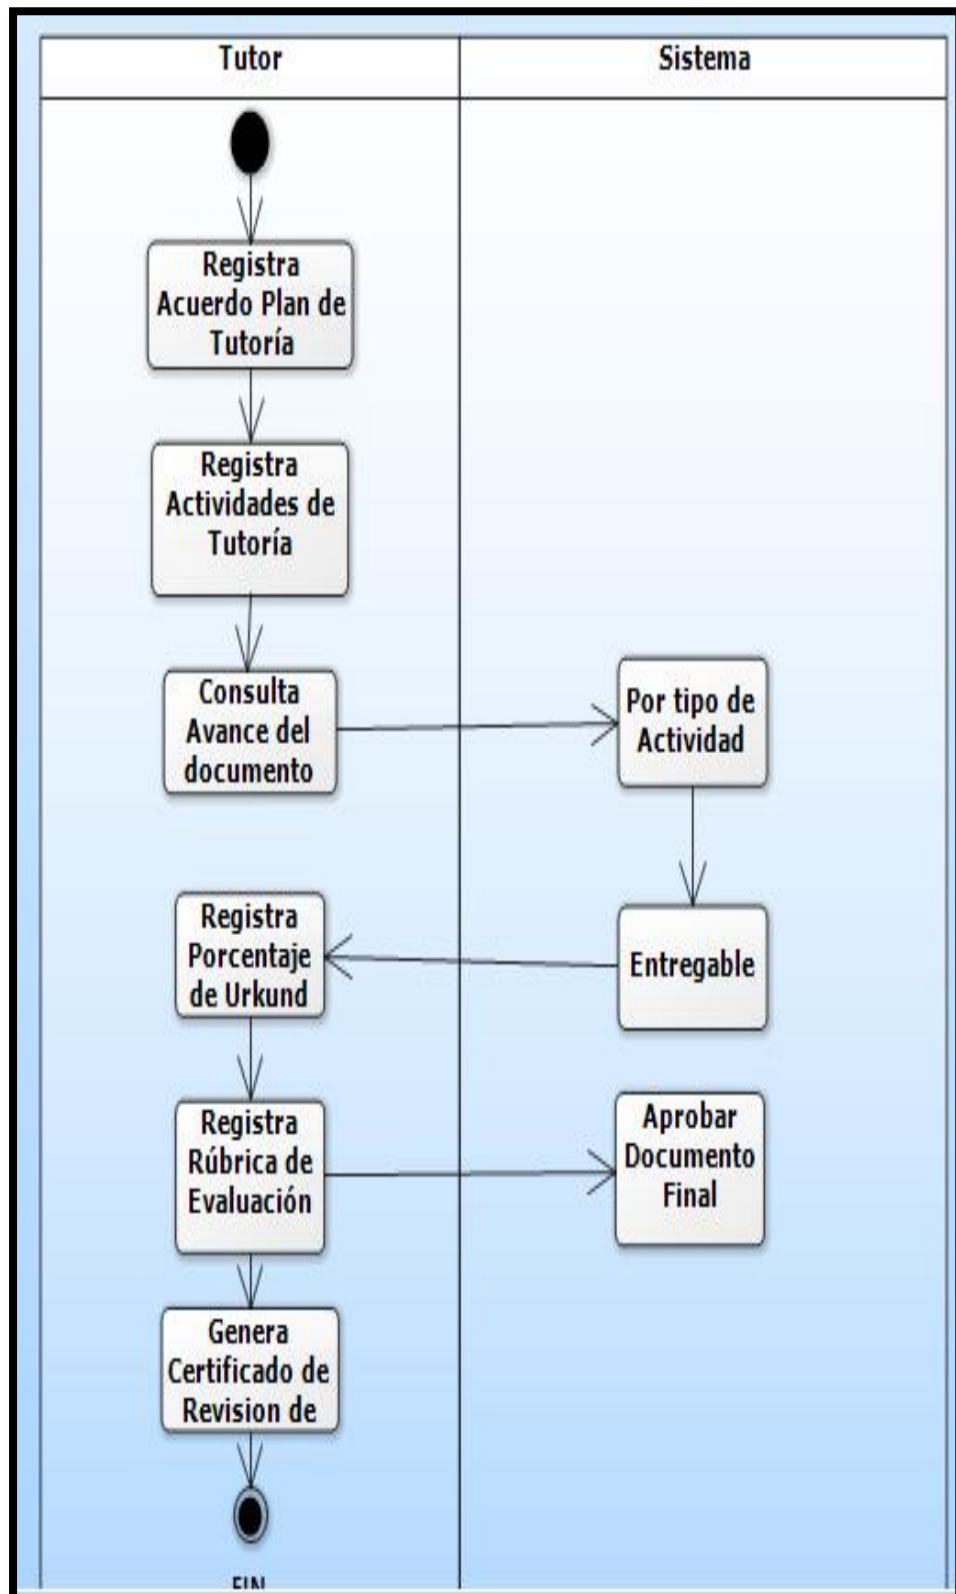 Tutor
Sistema
Registra
Acuerdo Plan de
Tutoría
Registra
Actividades de
Tutoría
Consulta
Avance del
documento
Por tipo de
Actividad
Entregable
Registra
Porcentaje
de Urkund
Registra
Rúbrica de
Evaluación
Aprobar
Documento
Final
Genera
Certificado de
Revision de
FIN